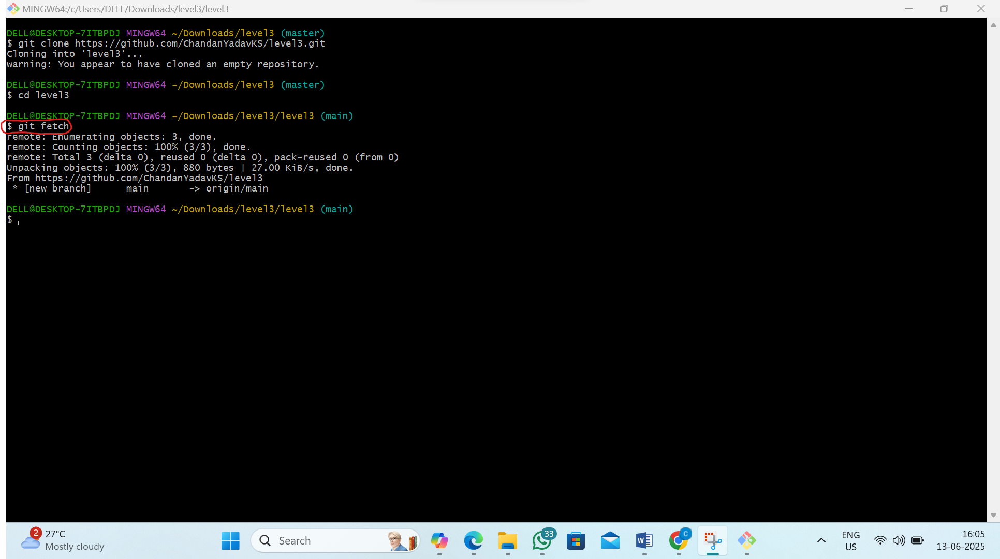 MINGW64:/c/Users/DELL/Downloads/level3/level3
DELL@DESKTOP-7ITBPDJ MINGW64 ~/Downloads/level3 (master)
$ git clone https://github.com/ChandanYadavKS/level3.git
Cloning into 'level3'...
warning: You appear to have cloned an empty repository.
DELL@DESKTOP-7ITBPDJ MINGW64 ~/Downloads/level3 (master)
$ cd level3
DELL@DESKTOP-7ITBPDJ MINGW64 ~/Downloads/level3/level3 (main)
$ git fetch
remote: Enumerating objects: 3, done.
remote: Counting objects: 100% (3/3), done.
remote: Total 3 (delta 0), reused 0 (delta 0), pack-reused 0 (from 0)
Unpacking objects: 100% (3/3), 880 bytes | 27.00 KiB/s, done.
From https://github.com/ChandanYadavKS/level3
 * [new branch]      main       -> origin/main
DELL@DESKTOP-7ITBPDJ MINGW64 ~/Downloads/level3/level3 (main)
$
2
27°C
Mostly cloudy
Search
33
W
C
ENG
US
16:05
13-06-2025